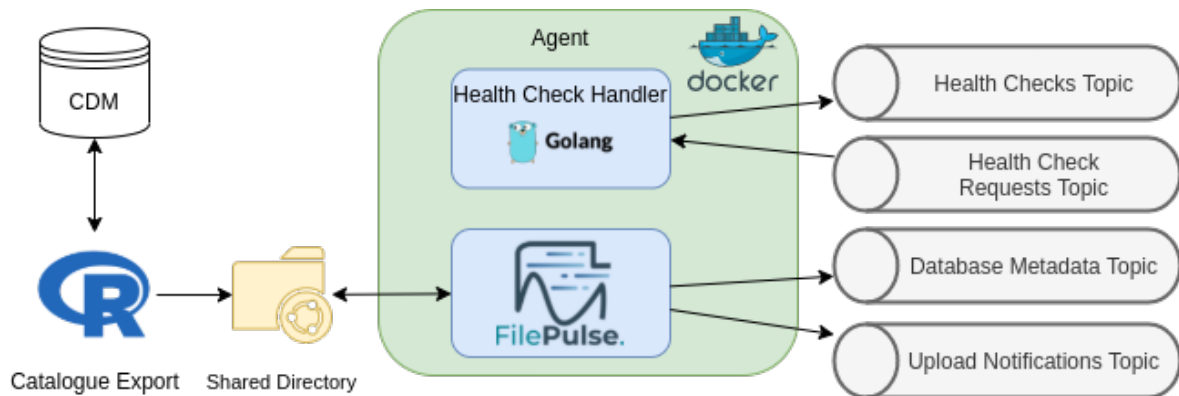 CDM
Catalogue Export
Shared Directory
Agent
docker
Health Check Handler
Golang
FilePulse.
Health Checks Topic
Health Check
Requests Topic
Database Metadata Topic
Upload Notifications Topic